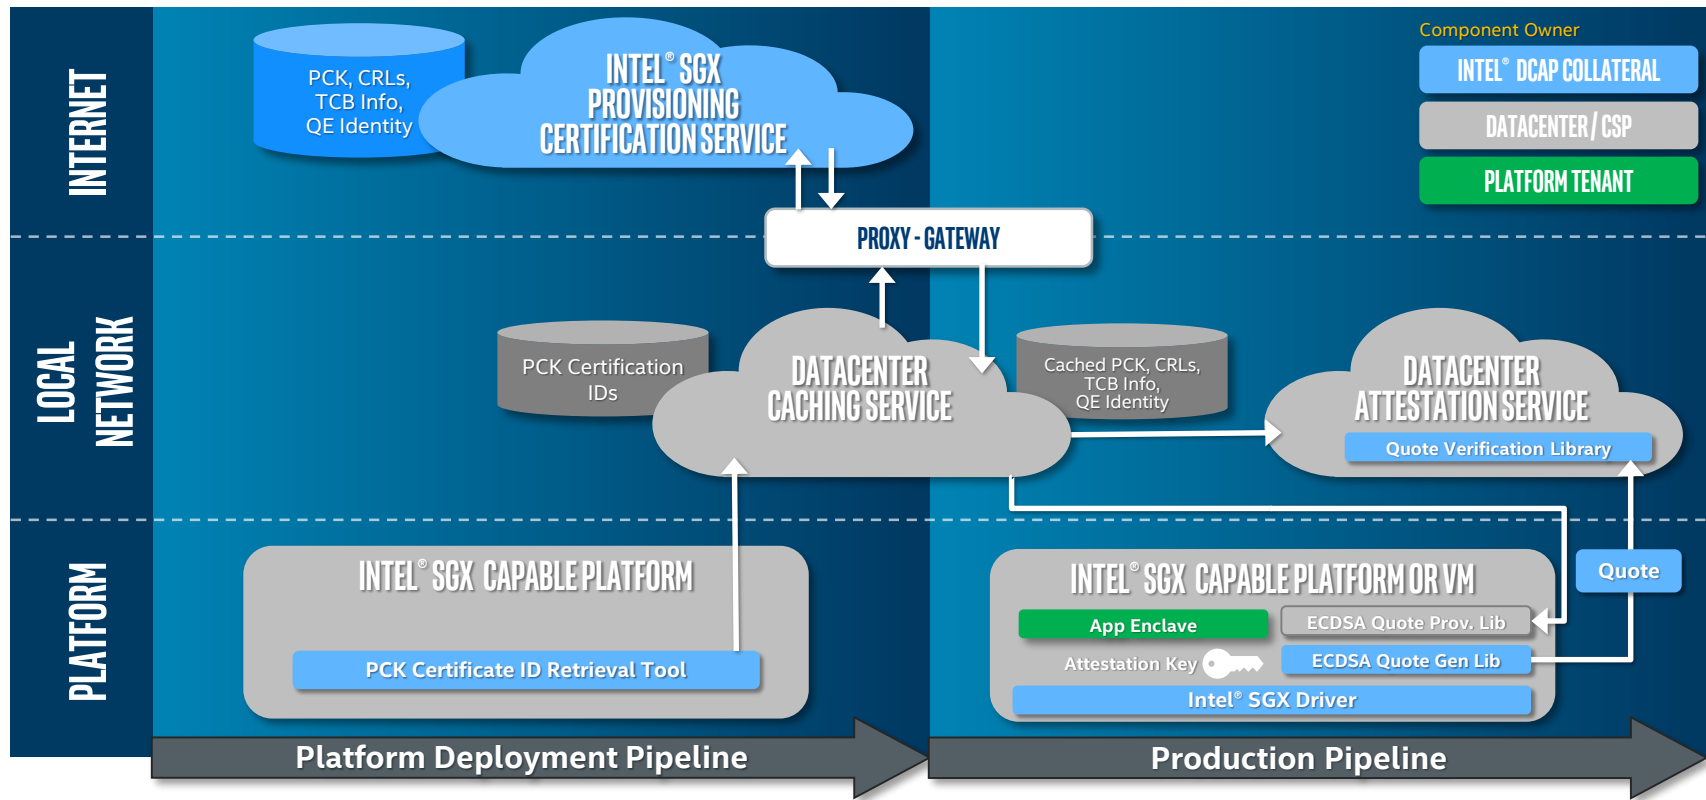 INTERNET
PCK, CRLs,
TCB Info,
QE Identity
INTEL® SGX
PROVISIONING
CERTIFICATION SERVICE
Component Owner
INTEL® DCAP COLLATERAL
DATACENTER / CSP
PLATFORM TENANT
PROXY - GATEWAY
LOCAL
NETWORK
PCK Certification
IDs
DATACENTER
CACHING SERVICE
Cached PCK, CRLs,
TCB Info,
QE Identity
DATACENTER
ATTESTATION SERVICE
Quote Verification Library
PLATFORM
INTEL® SGX CAPABLE PLATFORM
PCK Certificate ID Retrieval Tool
INTEL® SGX CAPABLE PLATFORM OR VM
App Enclave
ECDSA Quote Prov. Lib
Attestation Key
ECDSA Quote Gen Lib
Intel® SGX Driver
Quote
Platform Deployment Pipeline
Production Pipeline